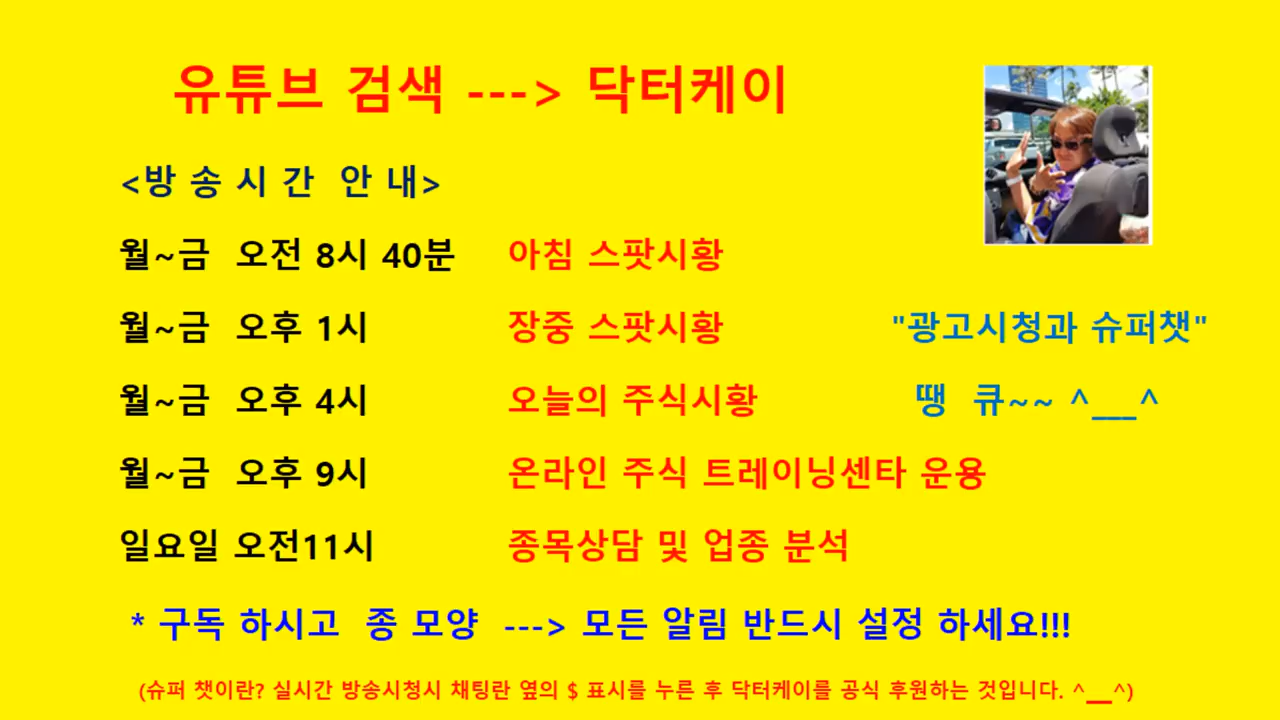 유튜브 검색 ---> 닥터케이
<방 송 시 간 안 내>
월~금 오전 8시 40분 아침 스팟시황
월~금 오후 1시 장중 스팟시황 "광고시청과 슈퍼챗"
월~금 오후 4시 오늘의 주식시황 땡 큐~~ ^___^
월~금 오후 9시 온라인 주식 트레이닝센타 운용
일요일 오전11시 종목상담 및 업종 분석
* 구독 하시고 종 모양 ---> 모든 알림 반드시 설정 하세요!!!
(슈퍼 챗이란? 실시간 방송시청시 채팅란 옆의 $ 표시를 누른 후 닥터케이를 공식 후원하는 것입니다. ^__^)